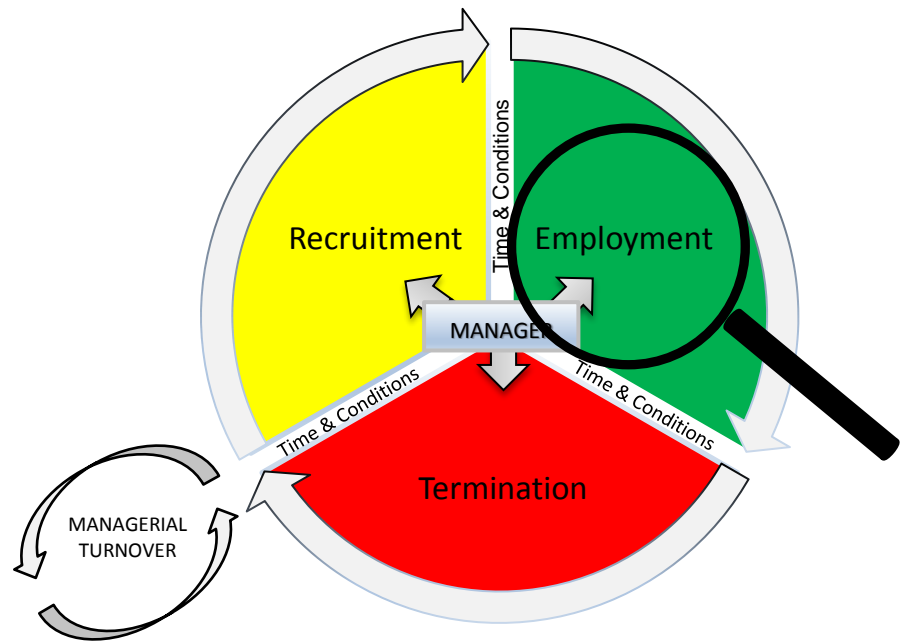 Recruitment
Time & Conditions
Employment
MANAGER
Time & Conditions
Time & Conditions
Termination
MANAGERIAL
TURNOVER